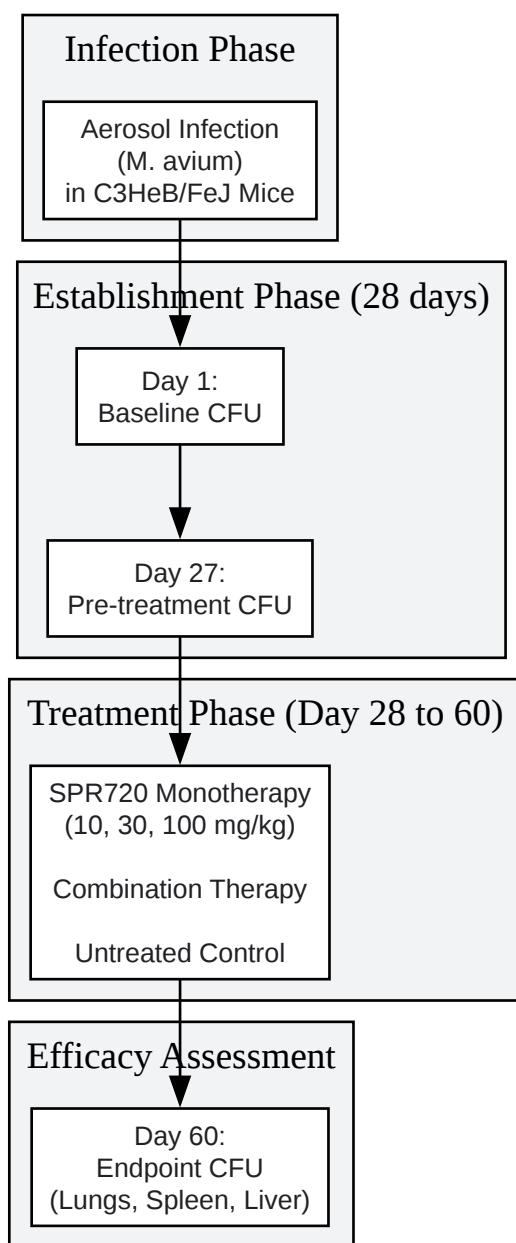 Infection Phase
Aerosol Infection
(M. avium)
in C3HeB/FeJ Mice
Establishment Phase (28 days)
Day 1:
Baseline CFU
Day 27:
Pre-treatment CFU
Treatment Phase (Day 28 to 60)
SPR720 Monotherapy
(10, 30, 100 mg/kg)
Combination Therapy
Untreated Control
Efficacy Assessment
Day 60:
Endpoint CFU
(Lungs, Spleen, Liver)